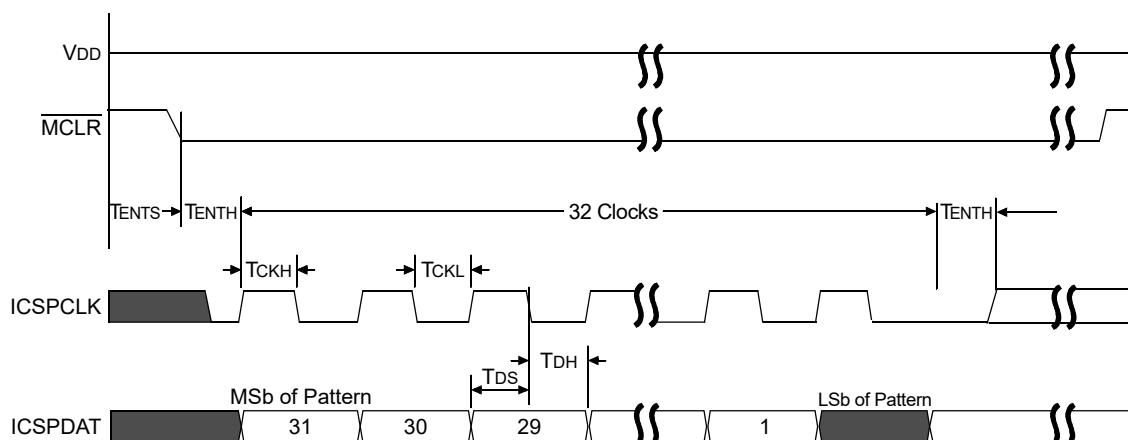 VDD
MCLR
TENTS TENTH 32 Clocks TENTH
TCKH TCKL
ICSPCLK
TDH
TDS
MSb of Pattern LSb of Pattern
ICSPDAT 31 30 29 1